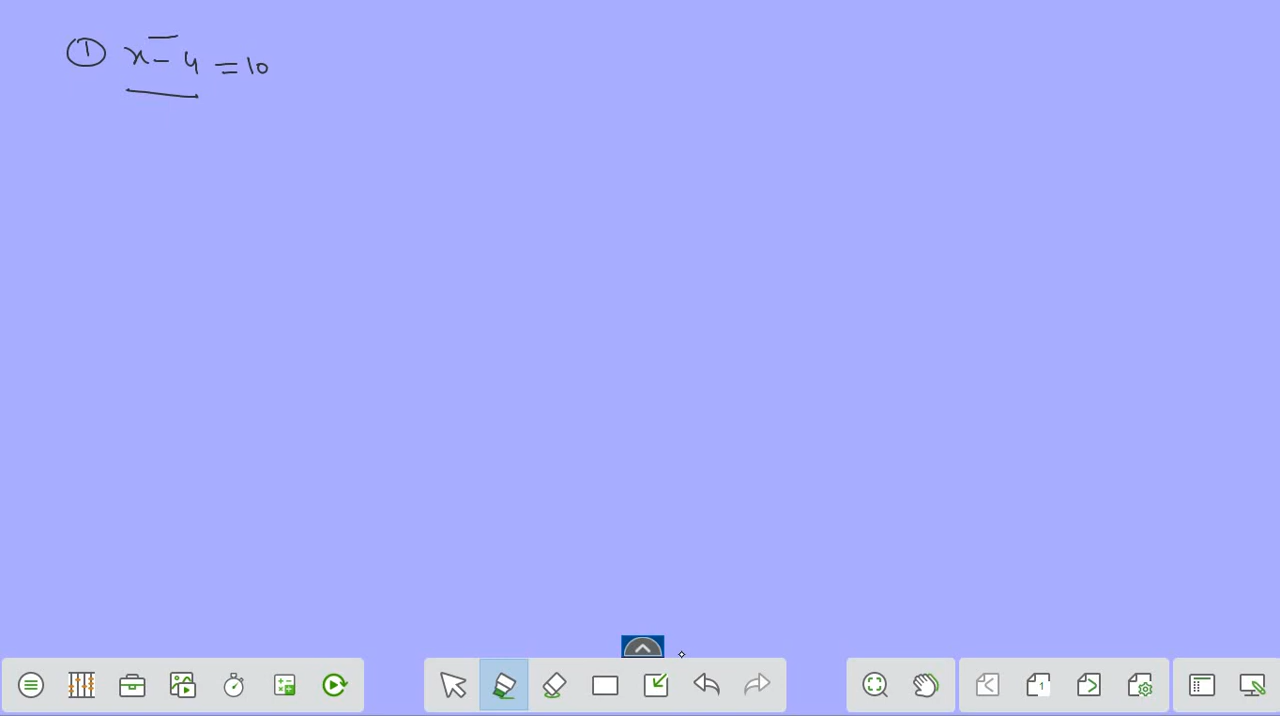 ① x - 4 = 10